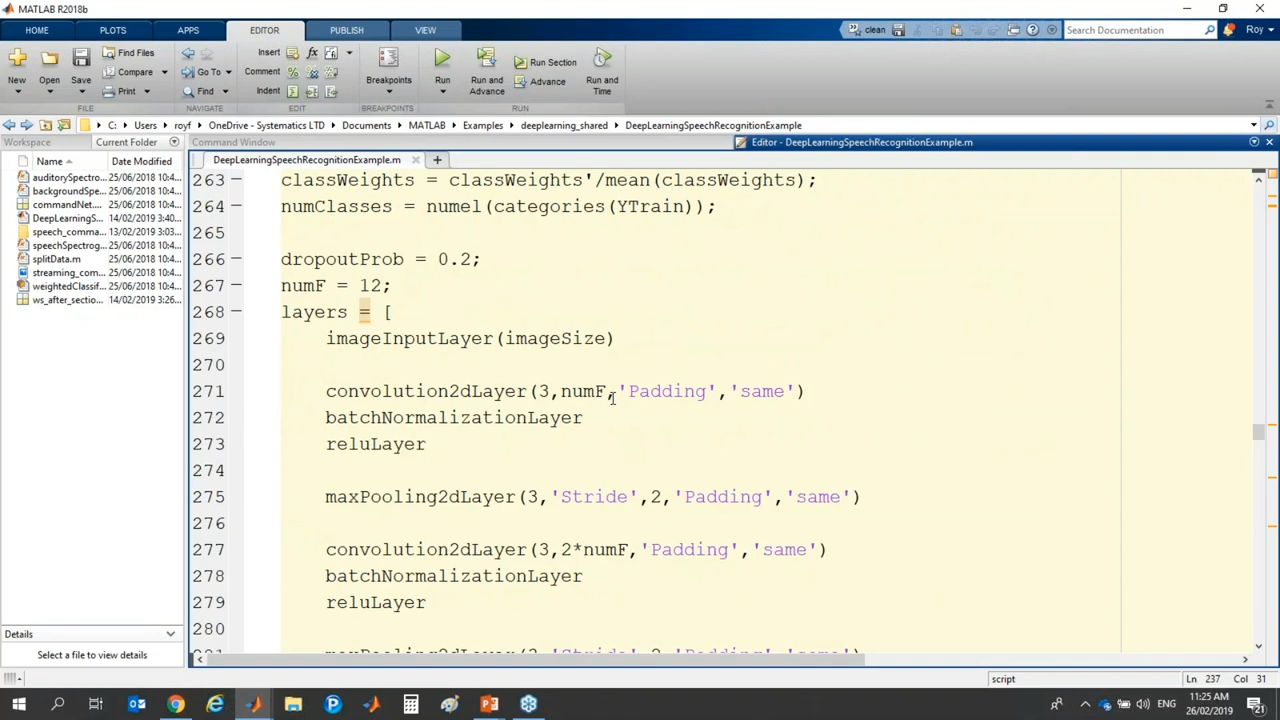 MATLAB R2018b
HOME PLOTS APPS EDITOR PUBLISH VIEW
clean
Search Documentation
Roy
New Open Save
Find Files
Compare
Print
Go To
Find
Insert
Comment
Indent
Breakpoints
Run
Run and Advance
Run Section
Advance
Run and Time
FILE NAVIGATE EDIT BREAKPOINTS RUN
C: Users royf OneDrive - Systematics LTD Documents MATLAB Examples deeplearning_shared DeepLearningSpeechRecognitionExample
Workspace Current Folder
Command Window
Editor - DeepLearningSpeechRecognitionExample.m
Name Date Modified
auditorySpectro... 25/06/2018 10:4...
backgroundSpe... 25/06/2018 10:4...
commandNet.... 25/06/2018 10:4...
DeepLearningS... 14/02/2019 3:40...
speech_comma... 13/02/2019 3:03...
speechSpectrog... 25/06/2018 10:4...
splitData.m 25/06/2018 10:4...
streaming_com... 25/06/2018 10:4...
weightedClassif... 25/06/2018 10:4...
ws_after_sectio... 14/02/2019 3:26...
Details
Select a file to view details
DeepLearningSpeechRecognitionExample.m
263 classWeights = classWeights'/mean(classWeights);
264 numClasses = numel(categories(YTrain));
265
266 dropoutProb = 0.2;
267 numF = 12;
268 layers = [
269 imageInputLayer(imageSize)
270
271 convolution2dLayer(3,numF,'Padding','same')
272 batchNormalizationLayer
273 reluLayer
274
275 maxPooling2dLayer(3,'Stride',2,'Padding','same')
276
277 convolution2dLayer(3,2*numF,'Padding','same')
278 batchNormalizationLayer
279 reluLayer
280
281 maxPooling2dLayer(3,'Stride',2,'Padding','same')
script
Ln 237 Col 31
ENG
11:25 AM
26/02/2019
21